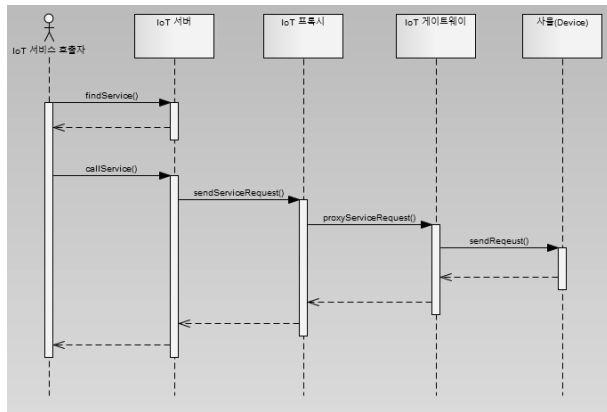 IoT 서비스 호출자
IoT 서버
IoT 프록시
IoT 게이트웨이
사물(Device)
findService()
callService()
sendServiceRequest()
proxyServiceRequest()
sendReqeust()